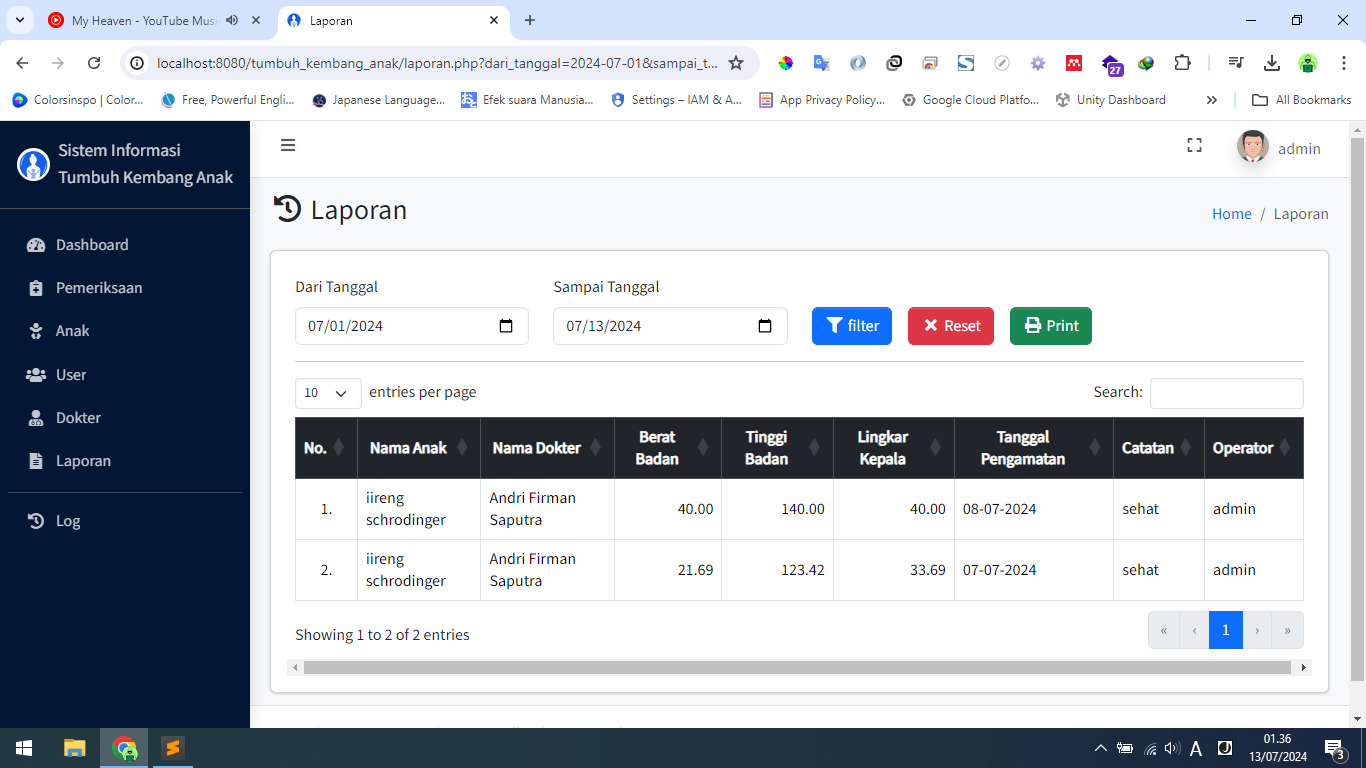 My Heaven - YouTube Musi
Laporan
localhost:8080/tumbuh_kembang_anak/laporan.php?dari_tanggal=2024-07-01&sampai_t...
27
Colorsinspo | Color...
Free, Powerful Engli...
Japanese Language...
Efek suara Manusia...
Settings – IAM & A...
App Privacy Policy...
Google Cloud Platfo...
Unity Dashboard
All Bookmarks
Sistem Informasi
Tumbuh Kembang Anak
admin
Laporan
Home / Laporan
Dashboard
Pemeriksaan
Anak
User
Dokter
Laporan
Log
Dari Tanggal
Sampai Tanggal
07/01/2024
07/13/2024
filter
Reset
Print
10 entries per page
Search:
No. Nama Anak Nama Dokter Berat Badan Tinggi Badan Lingkar Kepala Tanggal Pengamatan Catatan Operator
1. iireng schrodinger Andri Firman Saputra 40.00 140.00 40.00 08-07-2024 sehat admin
2. iireng schrodinger Andri Firman Saputra 21.69 123.42 33.69 07-07-2024 sehat admin
Showing 1 to 2 of 2 entries
« ‹ 1 › »
A
01.36
13/07/2024
3